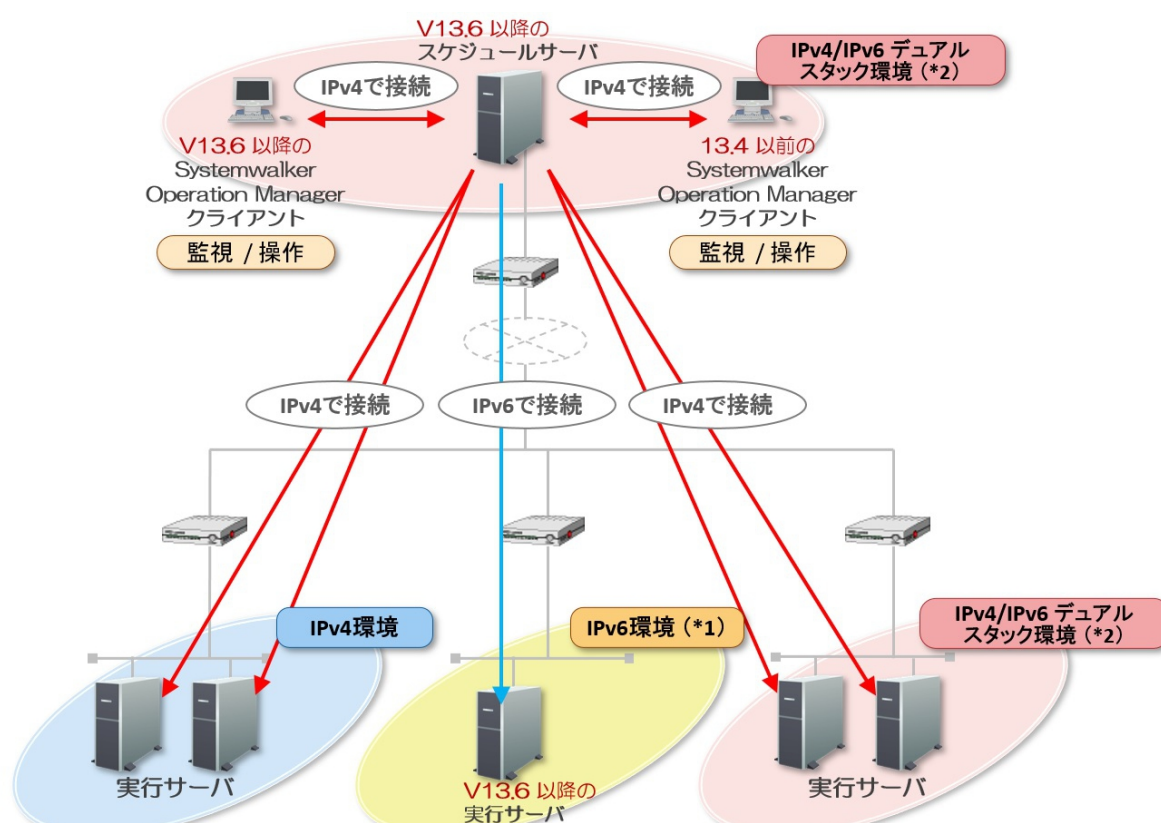 V13.6 以降の
スケジュールサーバ
IPv4/IPv6 デュアル
スタック環境（*2）
IPv4で接続
IPv4で接続
V13.6 以降の
Systemwalker
Operation Manager
クライアント
監視 / 操作
13.4 以前の
Systemwalker
Operation Manager
クライアント
監視 / 操作
IPv4で接続
IPv6で接続
IPv4で接続
IPv4環境
IPv6環境（*1）
IPv4/IPv6 デュアル
スタック環境（*2）
実行サーバ
V13.6 以降の
実行サーバ
実行サーバ